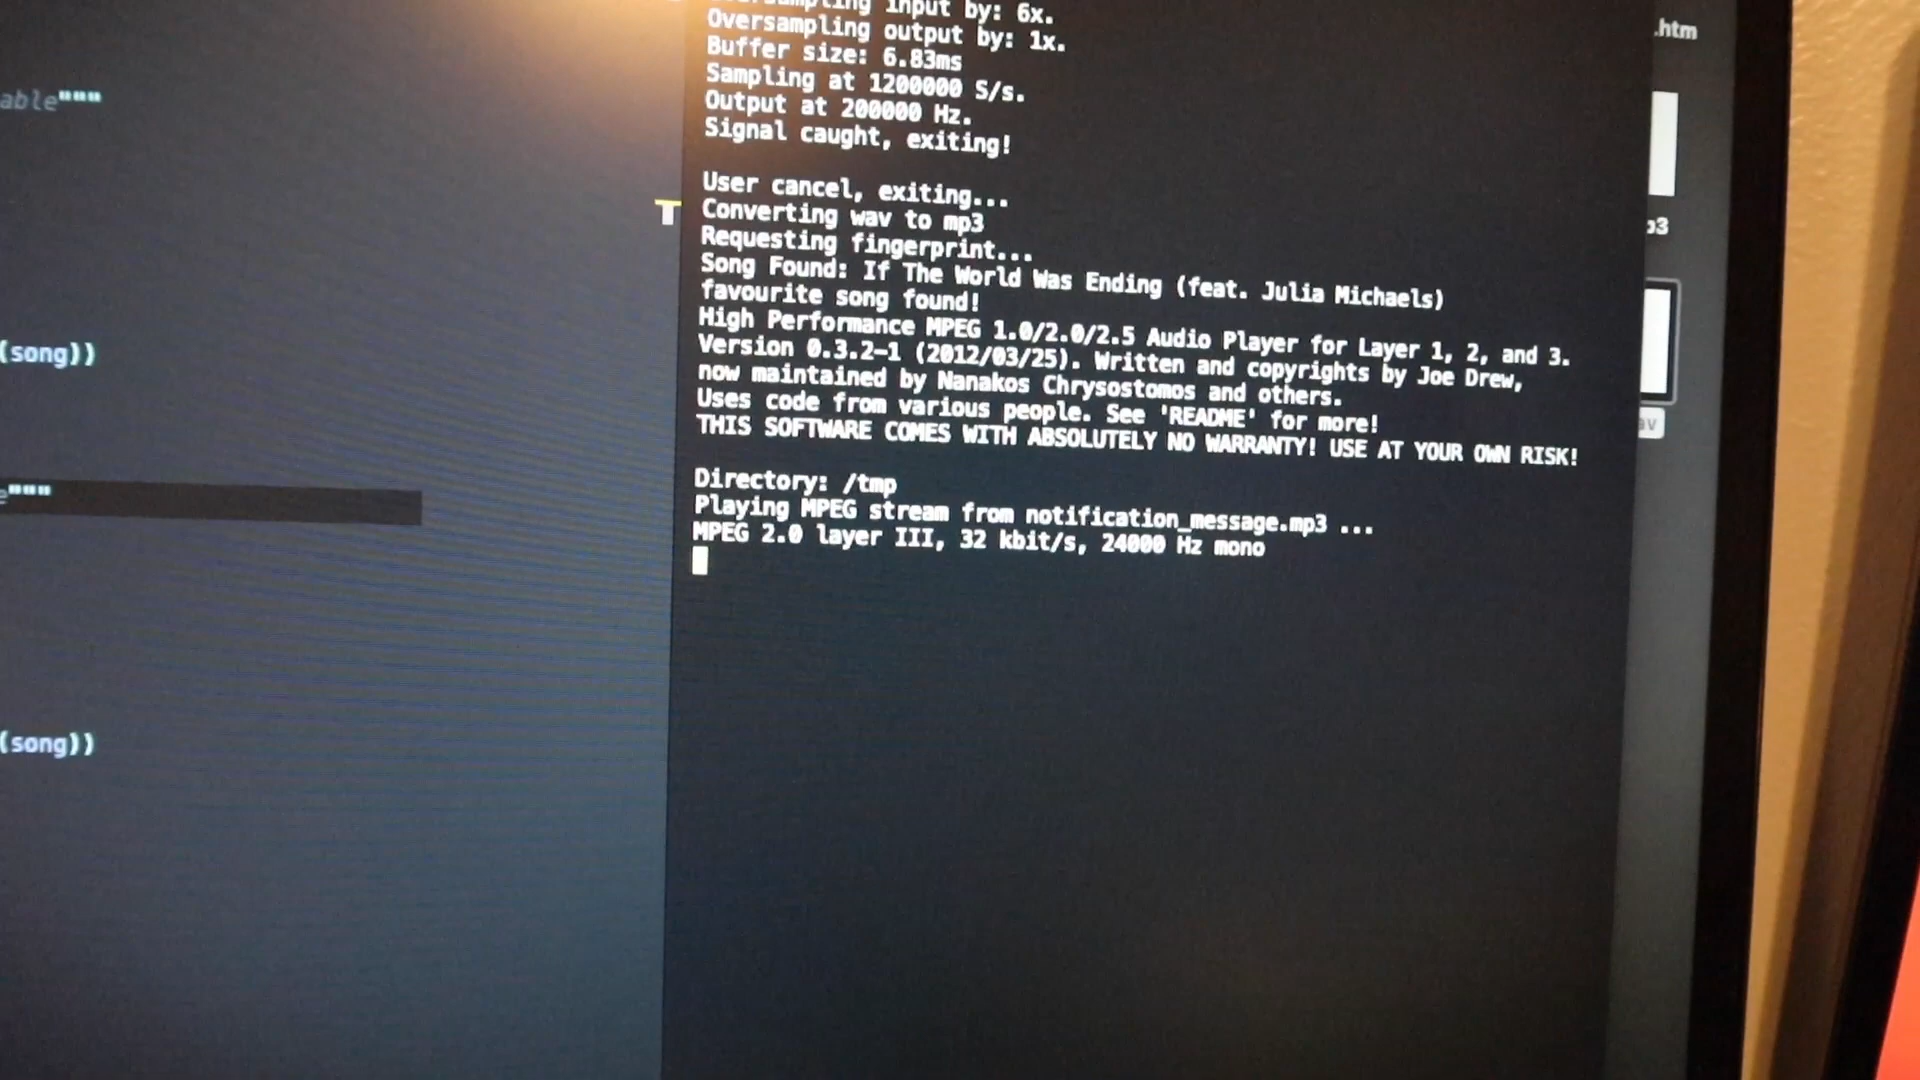 able"""
(song))
e"""
(song))
T
input by: 6x.
Oversampling output by: 1x.
Buffer size: 6.83ms
Sampling at 1200000 S/s.
Output at 200000 Hz.
Signal caught, exiting!
User cancel, exiting...
Converting wav to mp3
Requesting fingerprint...
Song Found: If The World Was Ending (feat. Julia Michaels)
favourite song found!
High Performance MPEG 1.0/2.0/2.5 Audio Player for Layer 1, 2, and 3.
Version 0.3.2-1 (2012/03/25). Written and copyrights by Joe Drew,
now maintained by Nanakos Chrysostomos and others.
Uses code from various people. See 'README' for more!
THIS SOFTWARE COMES WITH ABSOLUTELY NO WARRANTY! USE AT YOUR OWN RISK!
Directory: /tmp
Playing MPEG stream from notification_message.mp3 ...
MPEG 2.0 layer III, 32 kbit/s, 24000 Hz mono
.htm
p3
av